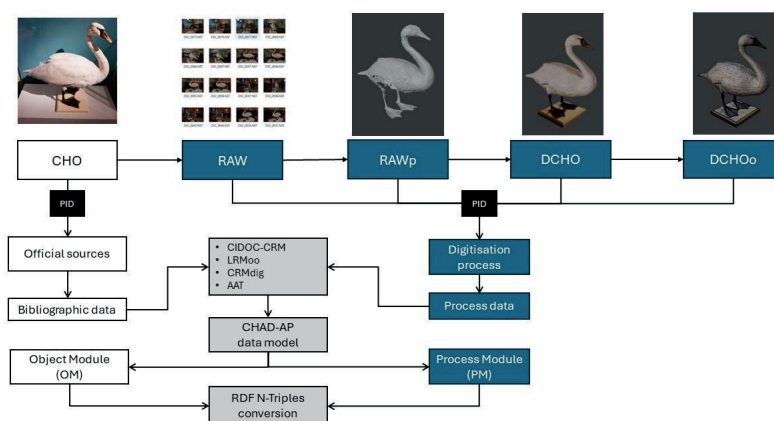 CHO
RAW
RAWp
DCHO
DCHOo
PID
PID
Official sources
• CIDOC-CRM
• LRMoo
• CRMdig
• AAT
Digitisation
process
Bibliographic data
Process data
CHAD-AP
data model
Object Module
(OM)
Process Module
(PM)
RDF N-Triples
conversion